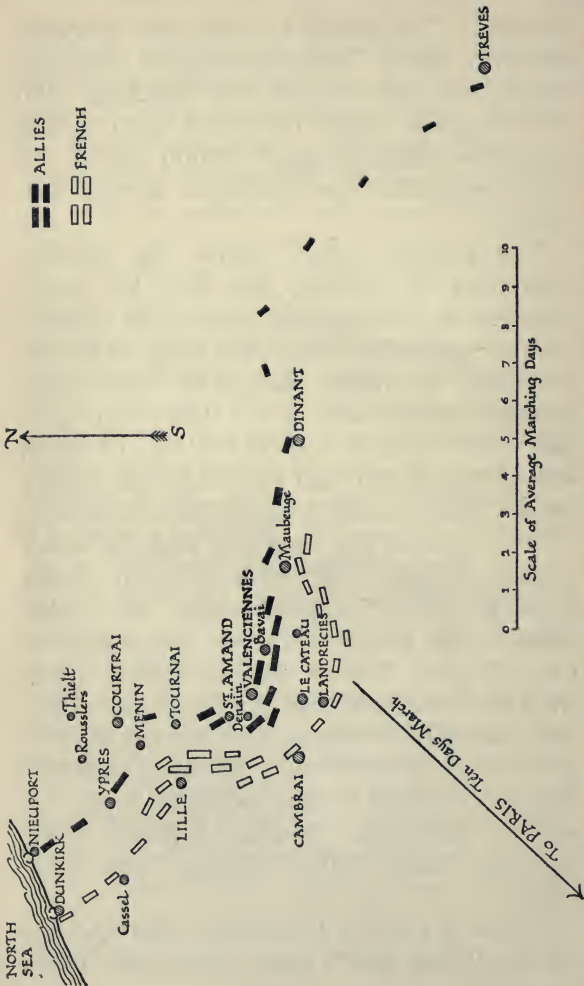 NORTH
SEA
NIEUPORT
DUNKIRK
Cassel
YPRES
Thielt
Rousslers
COURTRAI
MENIN
LILLE
TOURNAI
ST. AMAND
Denain
VALENCIENNES
Bavai
Maubeuge
CAMBRAI
LE CATEAU
LANDRECIES
DINANT
TREVES
N
S
ALLIES
FRENCH
To PARIS Ten Days March
0 1 2 3 4 5 6 7 8 9 10
Scale of Average Marching Days